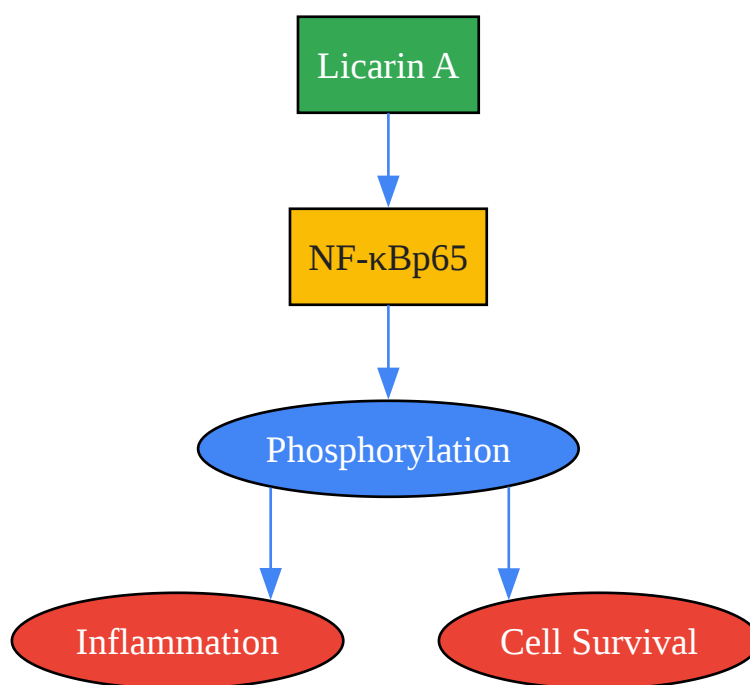 Licarin A
NF-κBp65
Phosphorylation
Inflammation
Cell Survival